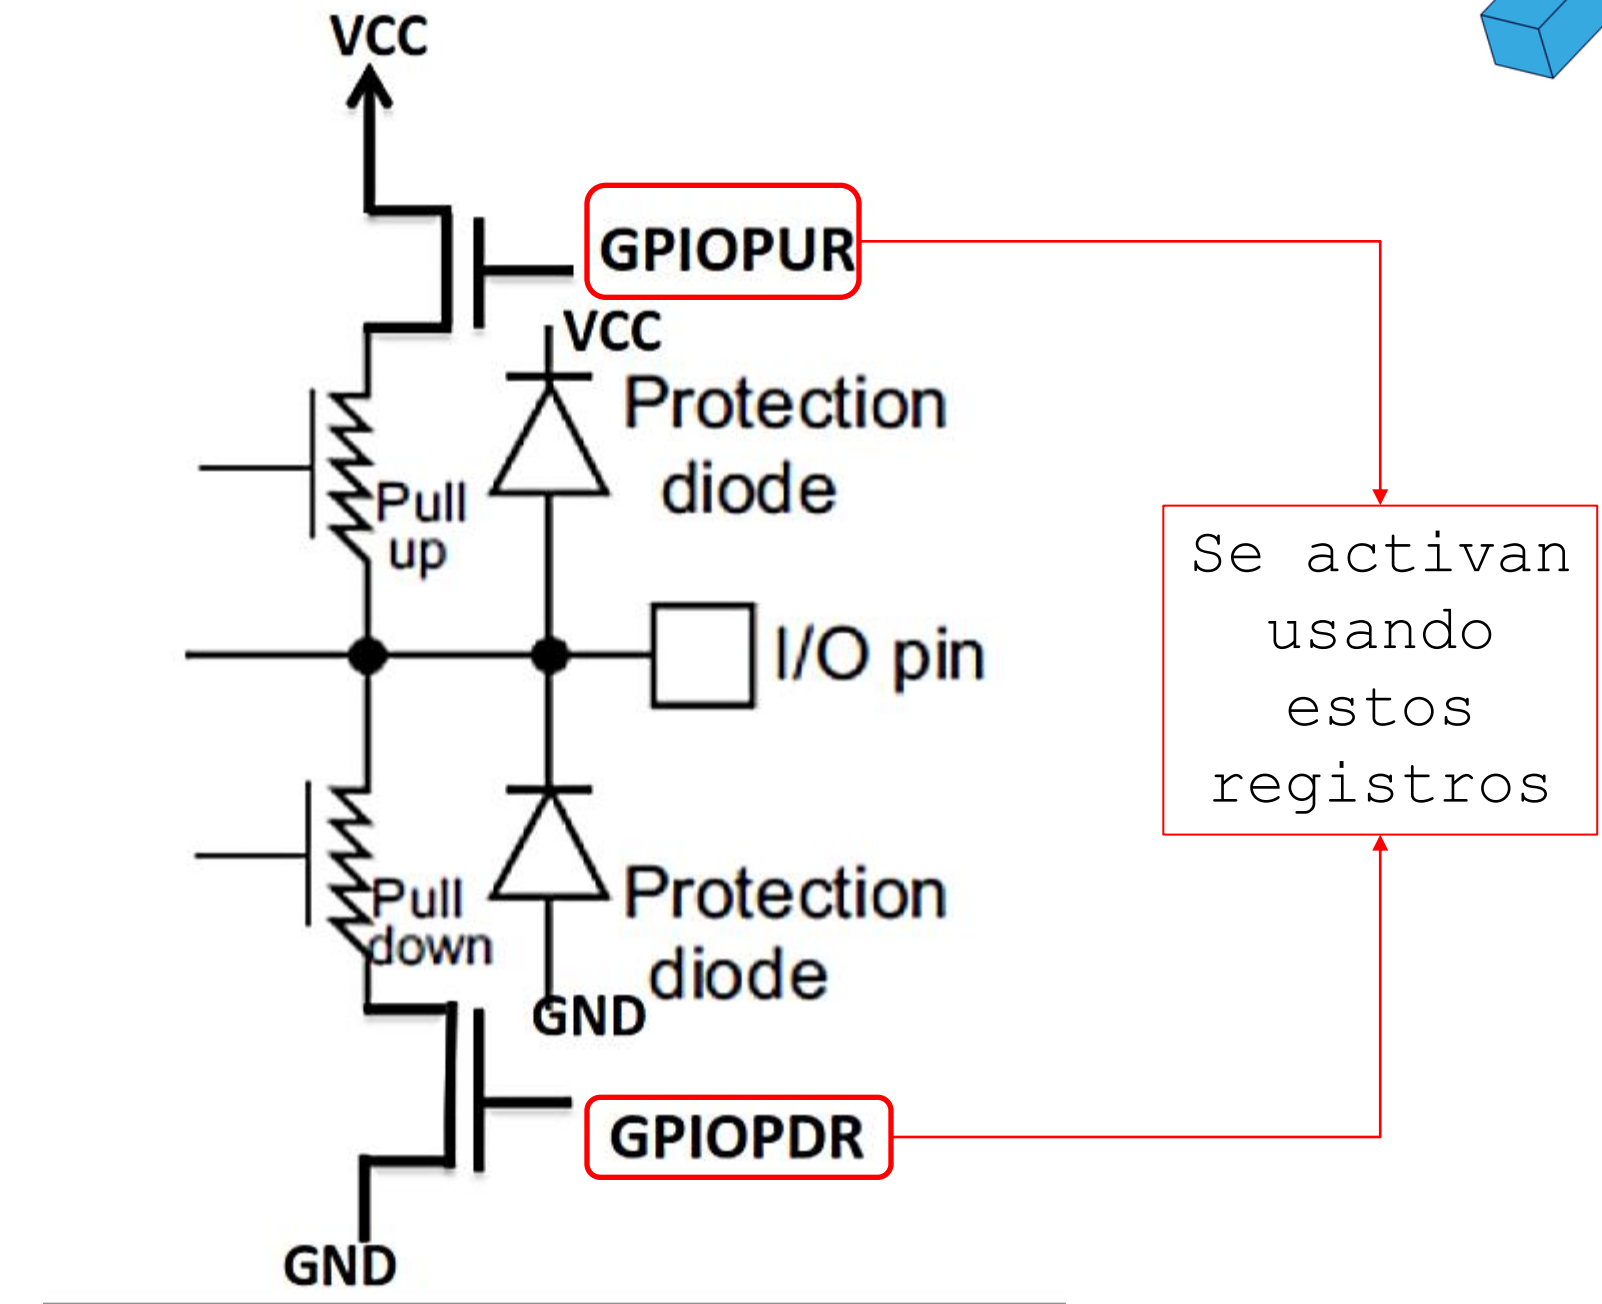 VCC
GPIOPUR
VCC
Protection
diode
Pull
up
Se activan
usando
estos
registros
I/O pin
Pull
down
Protection
diode
GND
GPIOPDR
GND